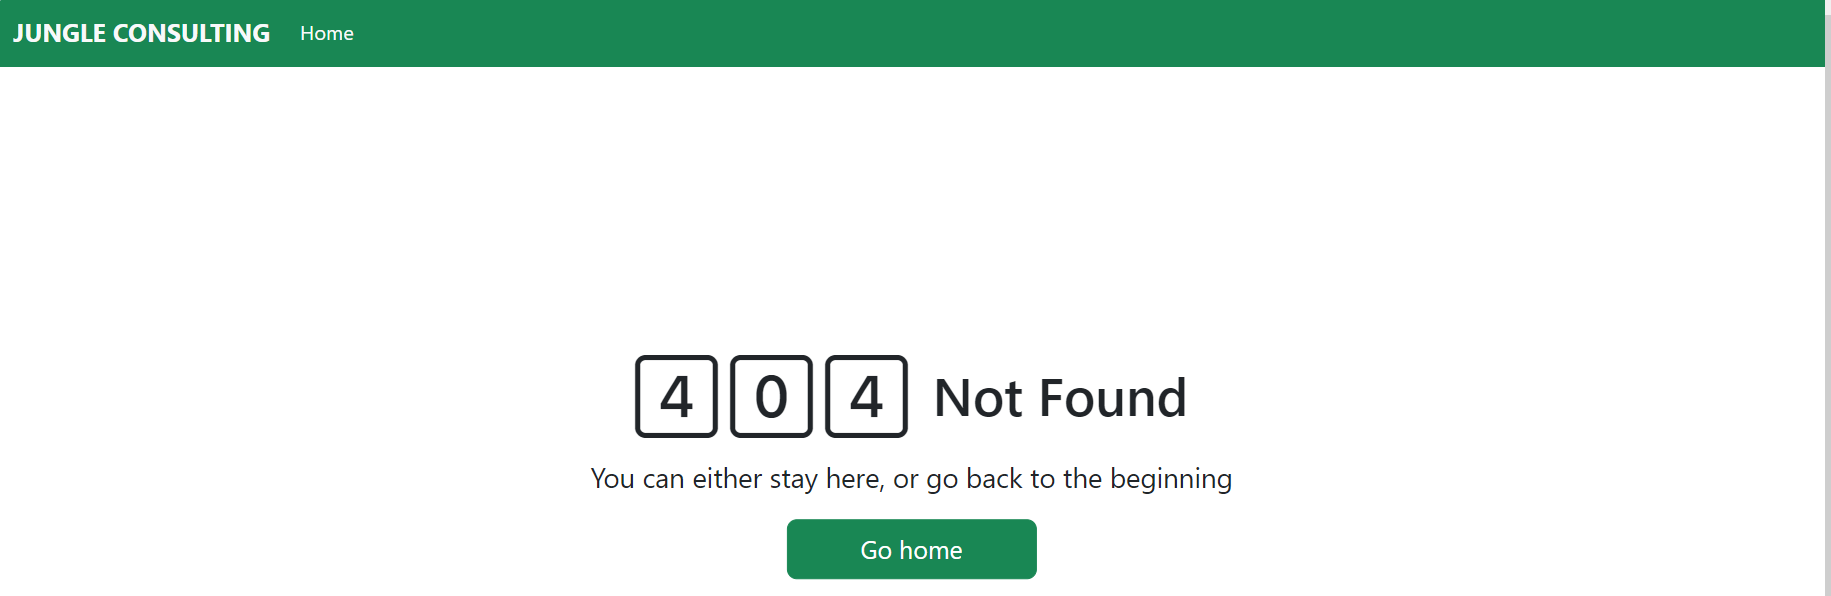 JUNGLE CONSULTING Home
4 0 4 Not Found
You can either stay here, or go back to the beginning
Go home